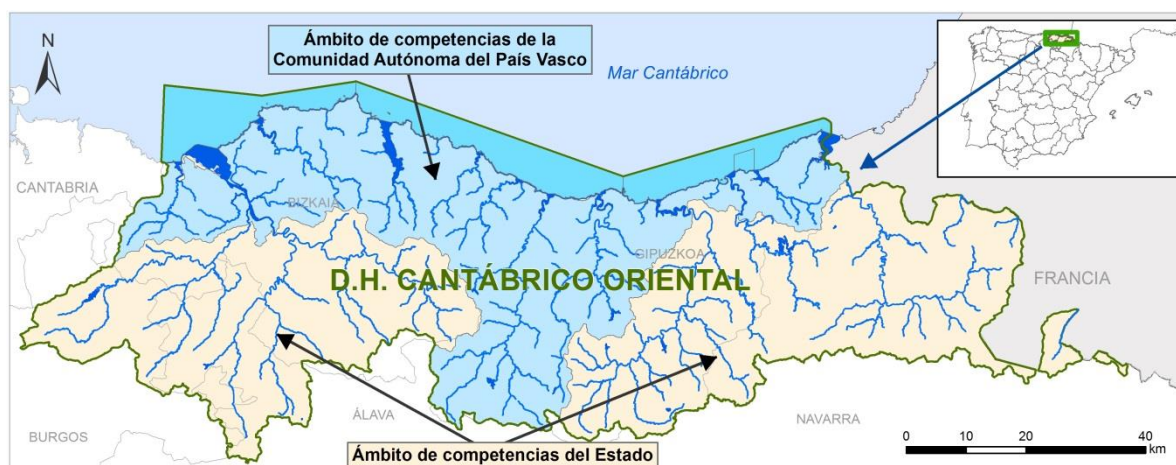 N
Ámbito de competencias de la
Comunidad Autónoma del País Vasco
Mar Cantábrico
CANTABRIA
BIZKAIA
GIPUZKOA
D.H. CANTÁBRICO ORIENTAL
FRANCIA
ÁLAVA
NAVARRA
BURGOS
Ámbito de competencias del Estado
0 10 20 40
km